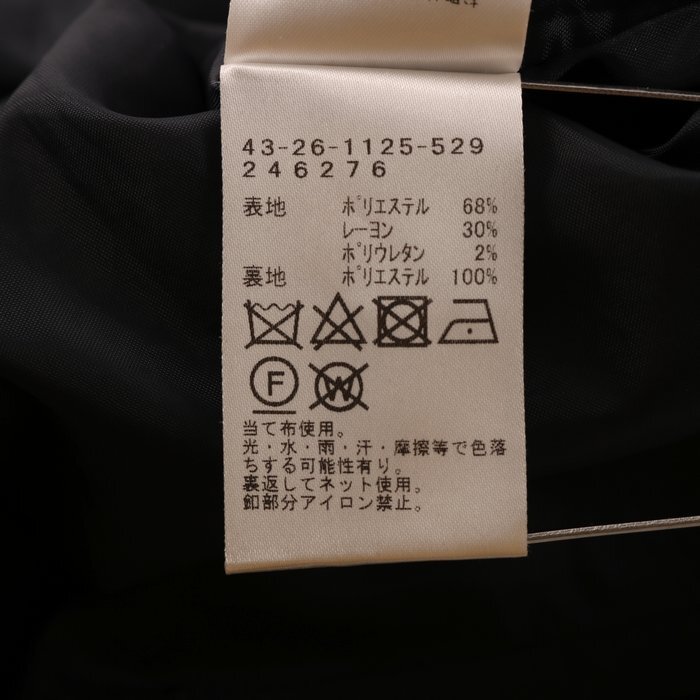 43-26-1125-529
246276
表地 ポリエステル 68%
レーヨン 30%
ポリウレタン 2%
裏地 ポリエステル 100%
F W
当て布使用。
光・水・雨・汗・摩擦等で色落
ちする可能性有り。
裏返してネット使用。
釦部分アイロン禁止。